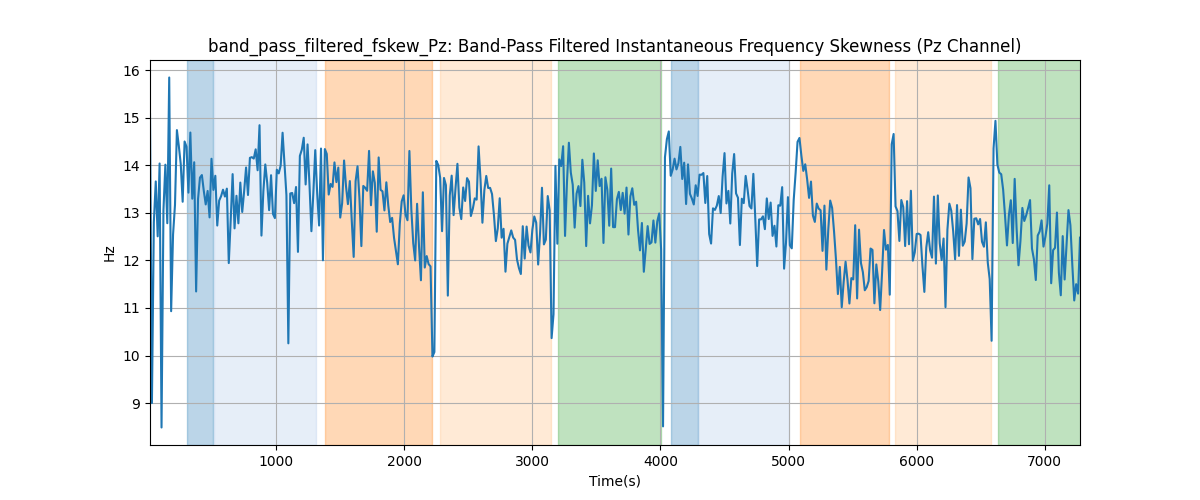 band_pass_filtered_fskew_Pz: Band-Pass Filtered Instantaneous Frequency Skewness (Pz Channel)
16
15
14
13
12
11
10
9
Hz
1000 2000 3000 4000 5000 6000 7000
Time(s)